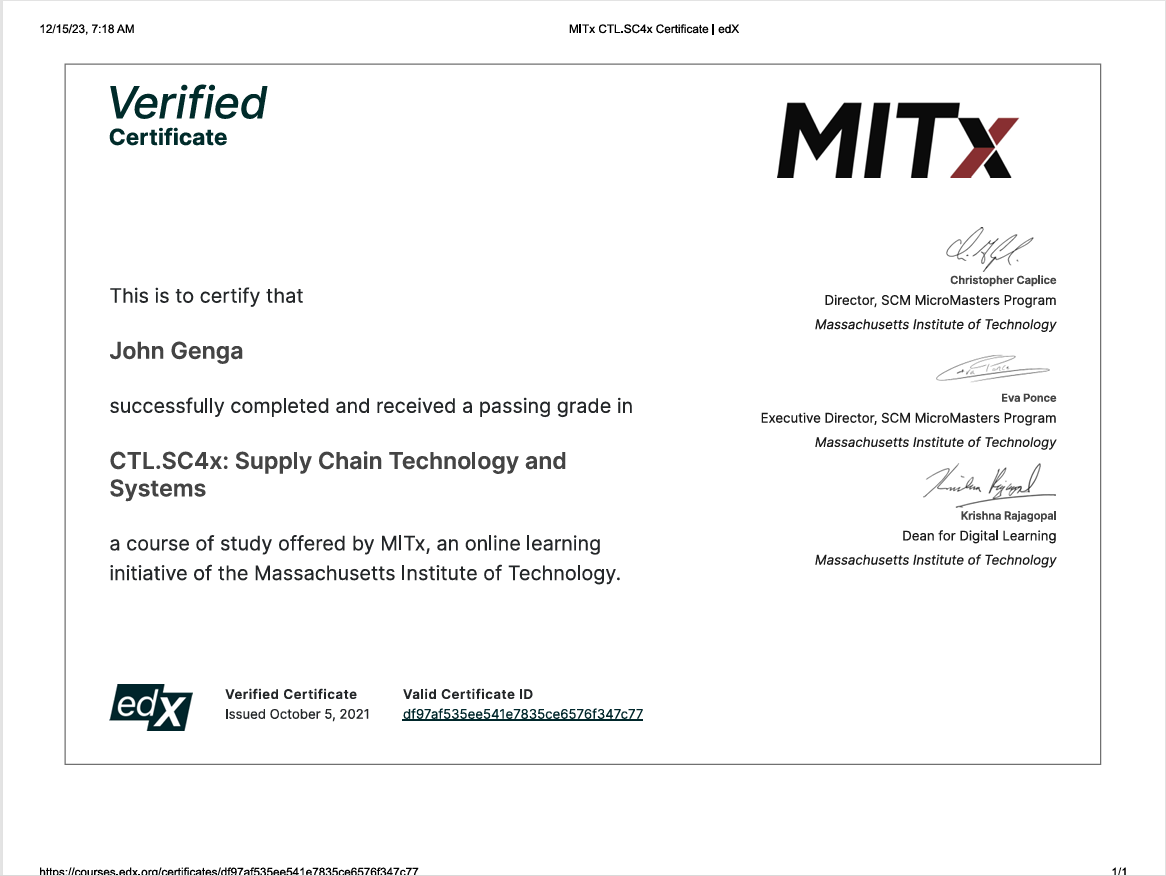 12/15/23, 7:18 AM
MITx CTL.SC4x Certificate | edX
Verified
Certificate
MITx
This is to certify that
John Genga
successfully completed and received a passing grade in
CTL.SC4x: Supply Chain Technology and
Systems
a course of study offered by MITx, an online learning
initiative of the Massachusetts Institute of Technology.
Christopher Caplice
Director, SCM MicroMasters Program
Massachusetts Institute of Technology
Eva Ponce
Eva Ponce
Executive Director, SCM MicroMasters Program
Massachusetts Institute of Technology
Krishna Rajagopal
Krishna Rajagopal
Dean for Digital Learning
Massachusetts Institute of Technology
edX
Verified Certificate
Issued October 5, 2021
Valid Certificate ID
df97af535ee541e7835ce6576f347c77
https://courses.edx.org/certificates/df97af535ee541e7835ce6576f347c77
1/1